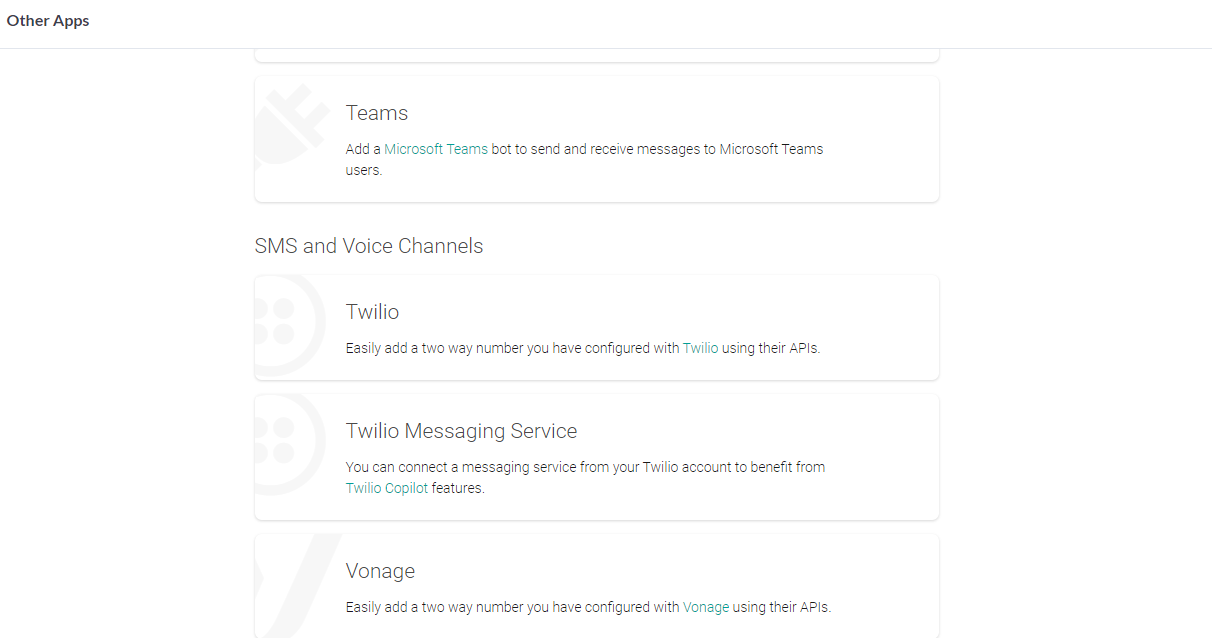 Other Apps
Teams
Add a Microsoft Teams bot to send and receive messages to Microsoft Teams
users.
SMS and Voice Channels
Twilio
Easily add a two way number you have configured with Twilio using their APIs.
Twilio Messaging Service
You can connect a messaging service from your Twilio account to benefit from
Twilio Copilot features.
Vonage
Easily add a two way number you have configured with Vonage using their APIs.